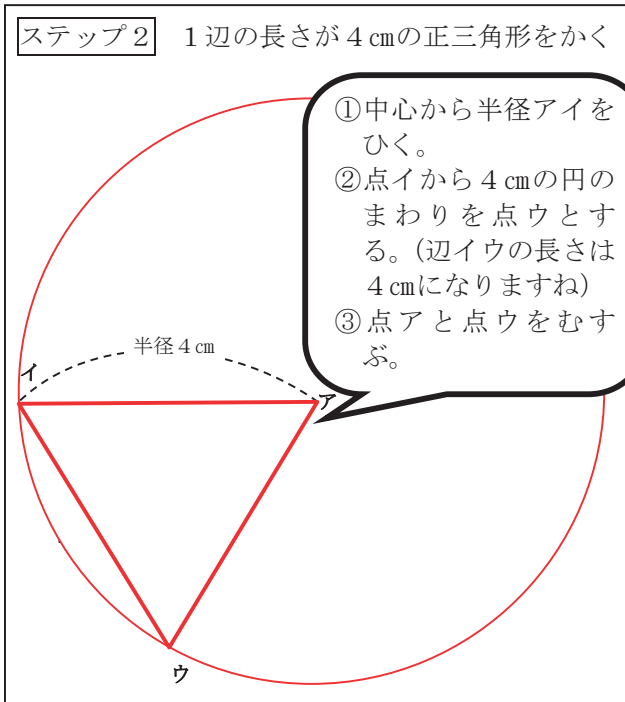 ステップ2 1辺の長さが4㎝の正三角形をかく
①中心から半径アイを
ひく。
②点イから4㎝の円の
まわりを点ウとす
る。(辺イウの長さは
4㎝になりますね)
③点アと点ウをむす
ぶ。
半径4㎝
イ
ア
ウ